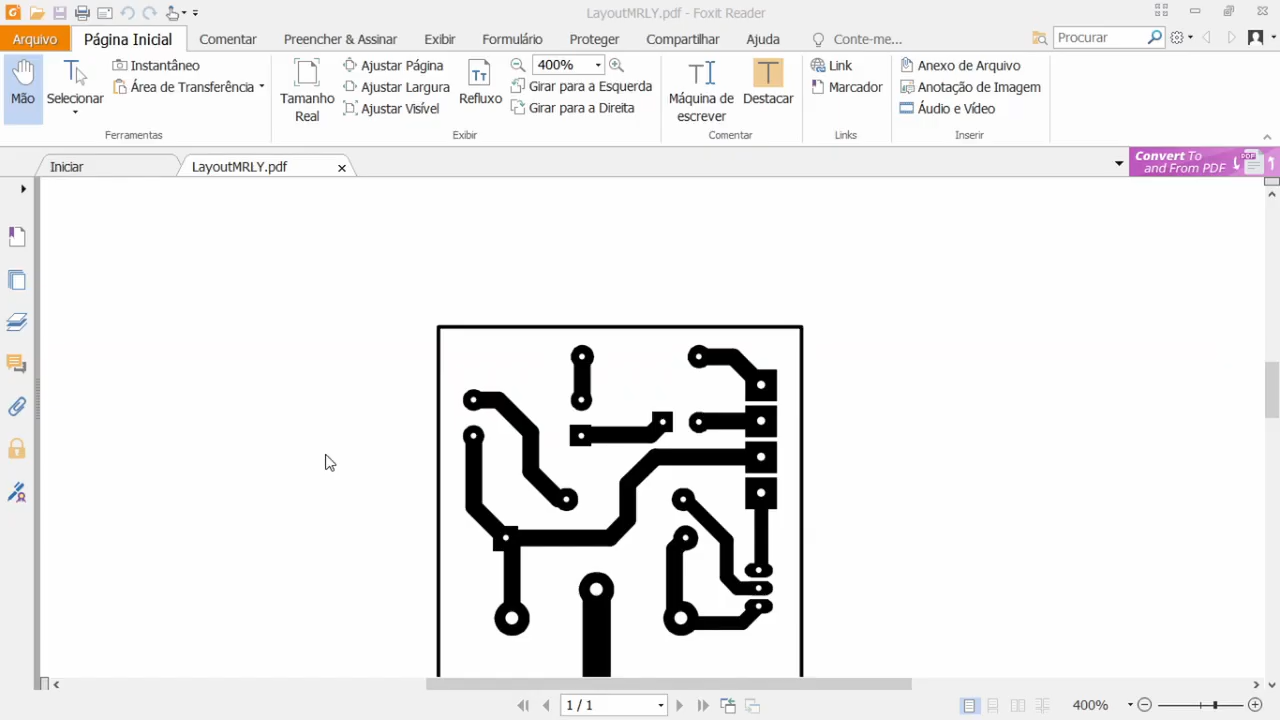 LayoutMRLY.pdf - Foxit Reader
Arquivo Página Inicial Comentar Preencher & Assinar Exibir Formulário Proteger Compartilhar Ajuda Conte-me... Procurar
Mão
Selecionar
Instantâneo
Área de Transferência
Ferramentas
Tamanho
Real
Ajustar Página
Ajustar Largura
Ajustar Visível
Refluxo
400%
Girar para a Esquerda
Girar para a Direita
Exibir
Máquina de
escrever
Destacar
Comentar
Link
Marcador
Links
Anexo de Arquivo
Anotação de Imagem
Áudio e Vídeo
Inserir
Iniciar
LayoutMRLY.pdf
Convert To
and From PDF
PDF
1 / 1
400%